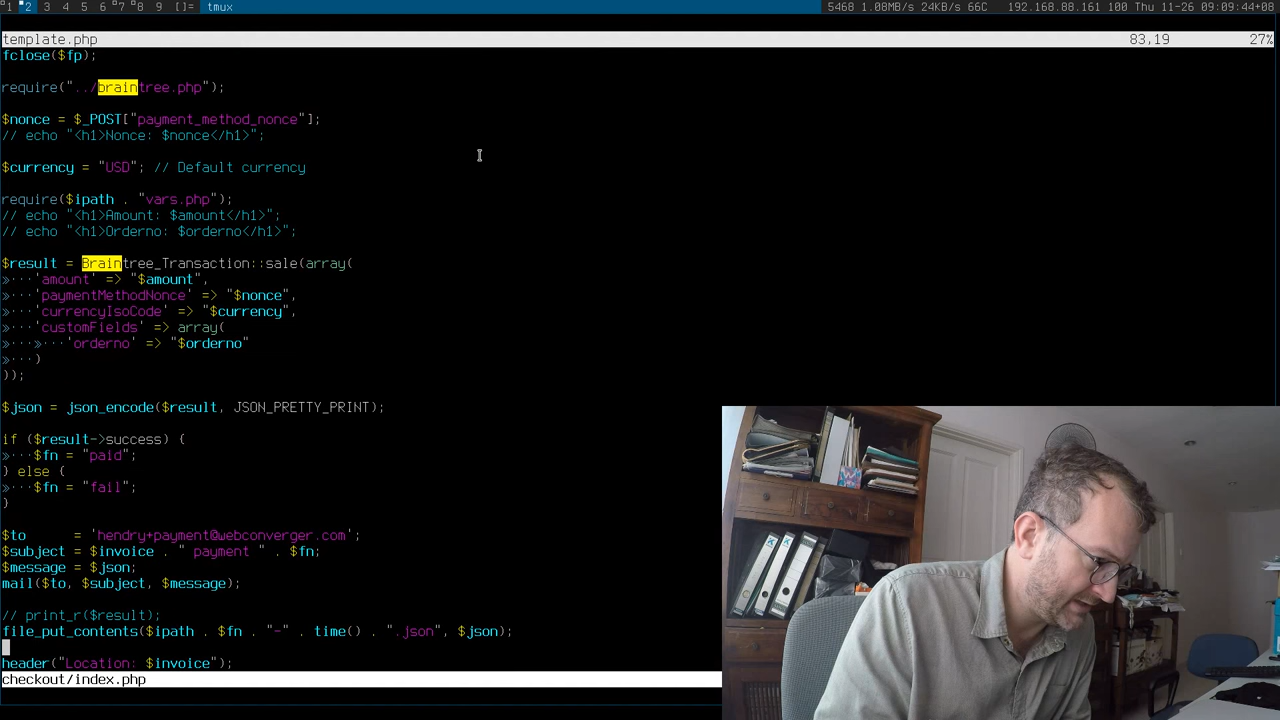 1 2 3 4 5 6 7 8 9 []= tmux 5468 1.08MB/s 24KB/s 66C 192.168.88.161 100 Thu 11-26 09:09:44+08
template.php 83,19 27%
fclose($fp);
require("../braintree.php");
$nonce = $_POST["payment_method_nonce"];
// echo "<h1>Nonce: $nonce</h1>";
$currency = "USD"; // Default currency
require($ipath . "vars.php");
// echo "<h1>Amount: $amount</h1>";
// echo "<h1>Orderno: $orderno</h1>";
$result = Braintree_Transaction::sale(array(
»···'amount' => "$amount",
»···'paymentMethodNonce' => "$nonce",
»···'currencyIsoCode' => "$currency",
»···'customFields' => array(
»···»···'orderno' => "$orderno"
»···)
));
$json = json_encode($result, JSON_PRETTY_PRINT);
if ($result->success) {
»···$fn = "paid";
} else {
»···$fn = "fail";
}
$to      = 'hendry+payment@webconverger.com';
$subject = $invoice . " payment " . $fn;
$message = $json;
mail($to, $subject, $message);
// print_r($result);
file_put_contents($ipath . $fn . "-" . time() . ".json", $json);
header("Location: $invoice");
checkout/index.php